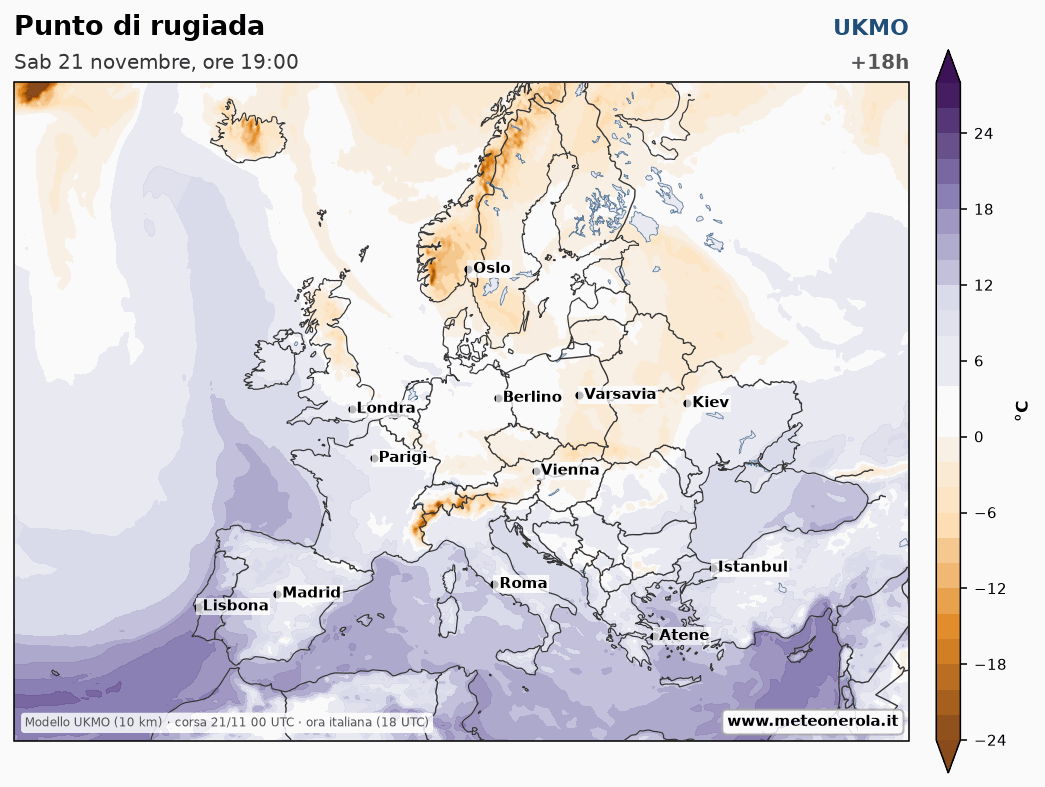 Punto di rugiada
UKMO
Sab 21 novembre, ore 19:00
+18h
Oslo
Londra
Berlino
Varsavia
Kiev
Parigi
Vienna
Istanbul
Roma
Madrid
Lisbona
Atene
Modello UKMO (10 km) · corsa 21/11 00 UTC · ora italiana (18 UTC)
www.meteonerola.it
24
18
12
6
0
−6
−12
−18
−24
°C